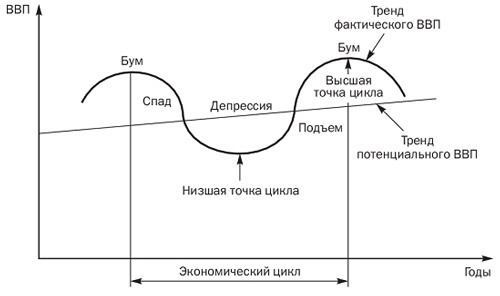 ВВП
Тренд
фактического ВВП
Бум
Бум
Высшая
точка цикла
Спад
Депрессия
Подъем
Тренд
потенциального ВВП
Низшая точка цикла
Экономический цикл
Годы